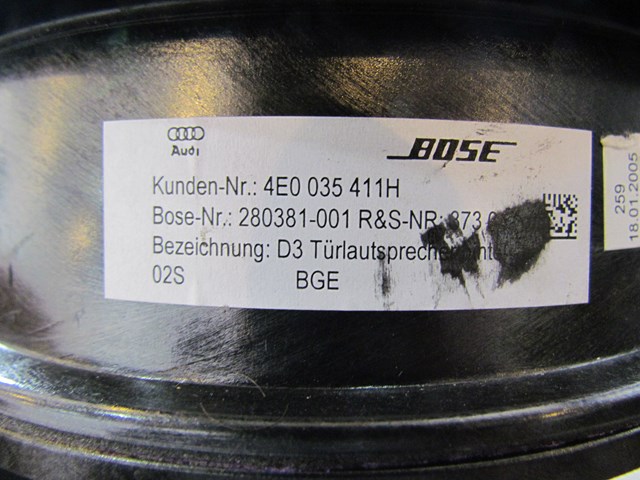 Audi
BOSE
Kunden-Nr.: 4E0 035 411H
Bose-Nr.: 280381-001 R&S-NR:
Bezeichnung: D3
02S BGE
259
18.01.2005